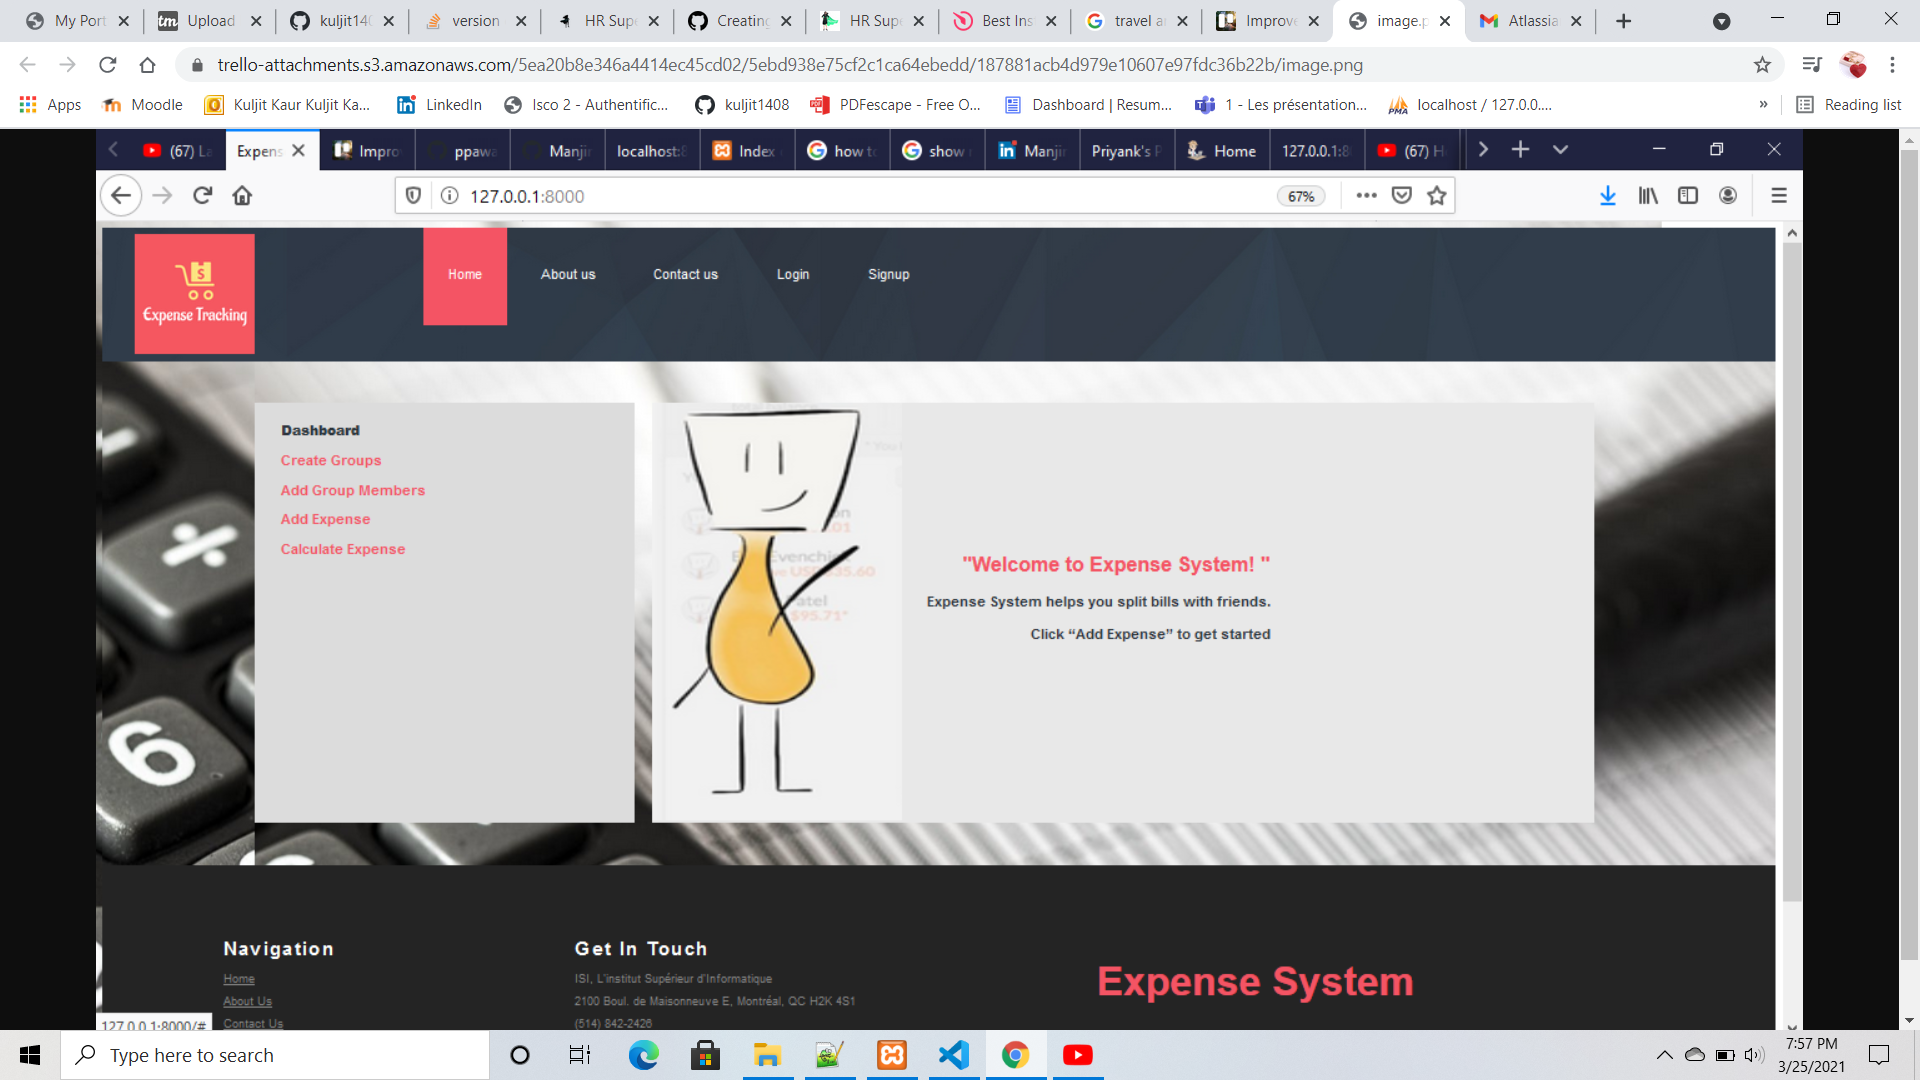 My Port
Upload
kuljit140
version
HR Supe
Creating
HR Supe
Best Ins
travel a
Improve
image.p
Atlassia
trello-attachments.s3.amazonaws.com/5ea20b8e346a4414ec45cd02/5ebd938e75cf2c1ca64ebedd/187881acb4d979e10607e97fdc36b22b/image.png
Apps
Moodle
Kuljit Kaur Kuljit Ka...
LinkedIn
Isco 2 - Authentific...
kuljit1408
PDFescape - Free O...
Dashboard | Resum...
1 - Les présentation...
localhost / 127.0.0....
»
Reading list
(67) La
Expens
Impro
ppawa
Manji
localhost:8
Index
how to
show
Manji
Priyank's P
Home
127.0.0.1:8
(67) H
127.0.0.1:8000
67%
Expense Tracking
Home
About us
Contact us
Login
Signup
Dashboard
Create Groups
Add Group Members
Add Expense
Calculate Expense
"Welcome to Expense System! "
Expense System helps you split bills with friends.
Click “Add Expense” to get started
Navigation
Home
About Us
Contact Us
Get In Touch
ISI, L'institut Supérieur d'Informatique
2100 Boul. de Maisonneuve E, Montréal, QC H2K 4S1
(514) 842-2426
Expense System
127.0.0.1:8000/#
Type here to search
7:57 PM
3/25/2021